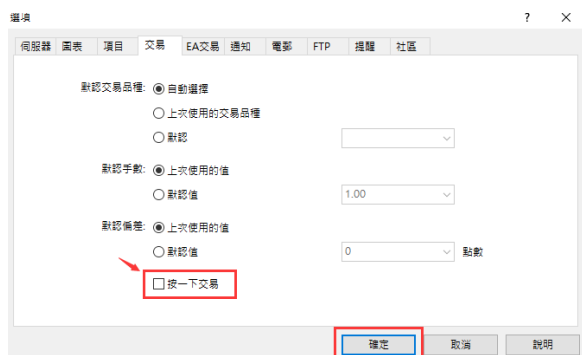 選項 ? ×
伺服器 圖表 項目 交易 EA交易 通知 電郵 FTP 提醒 社區
默認交易品種: 自動選擇
上次使用的交易品種
默認
默認手數: 上次使用的值
默認值 1.00
默認偏差: 上次使用的值
默認值 0 點數
按一下交易
確定 取消 說明